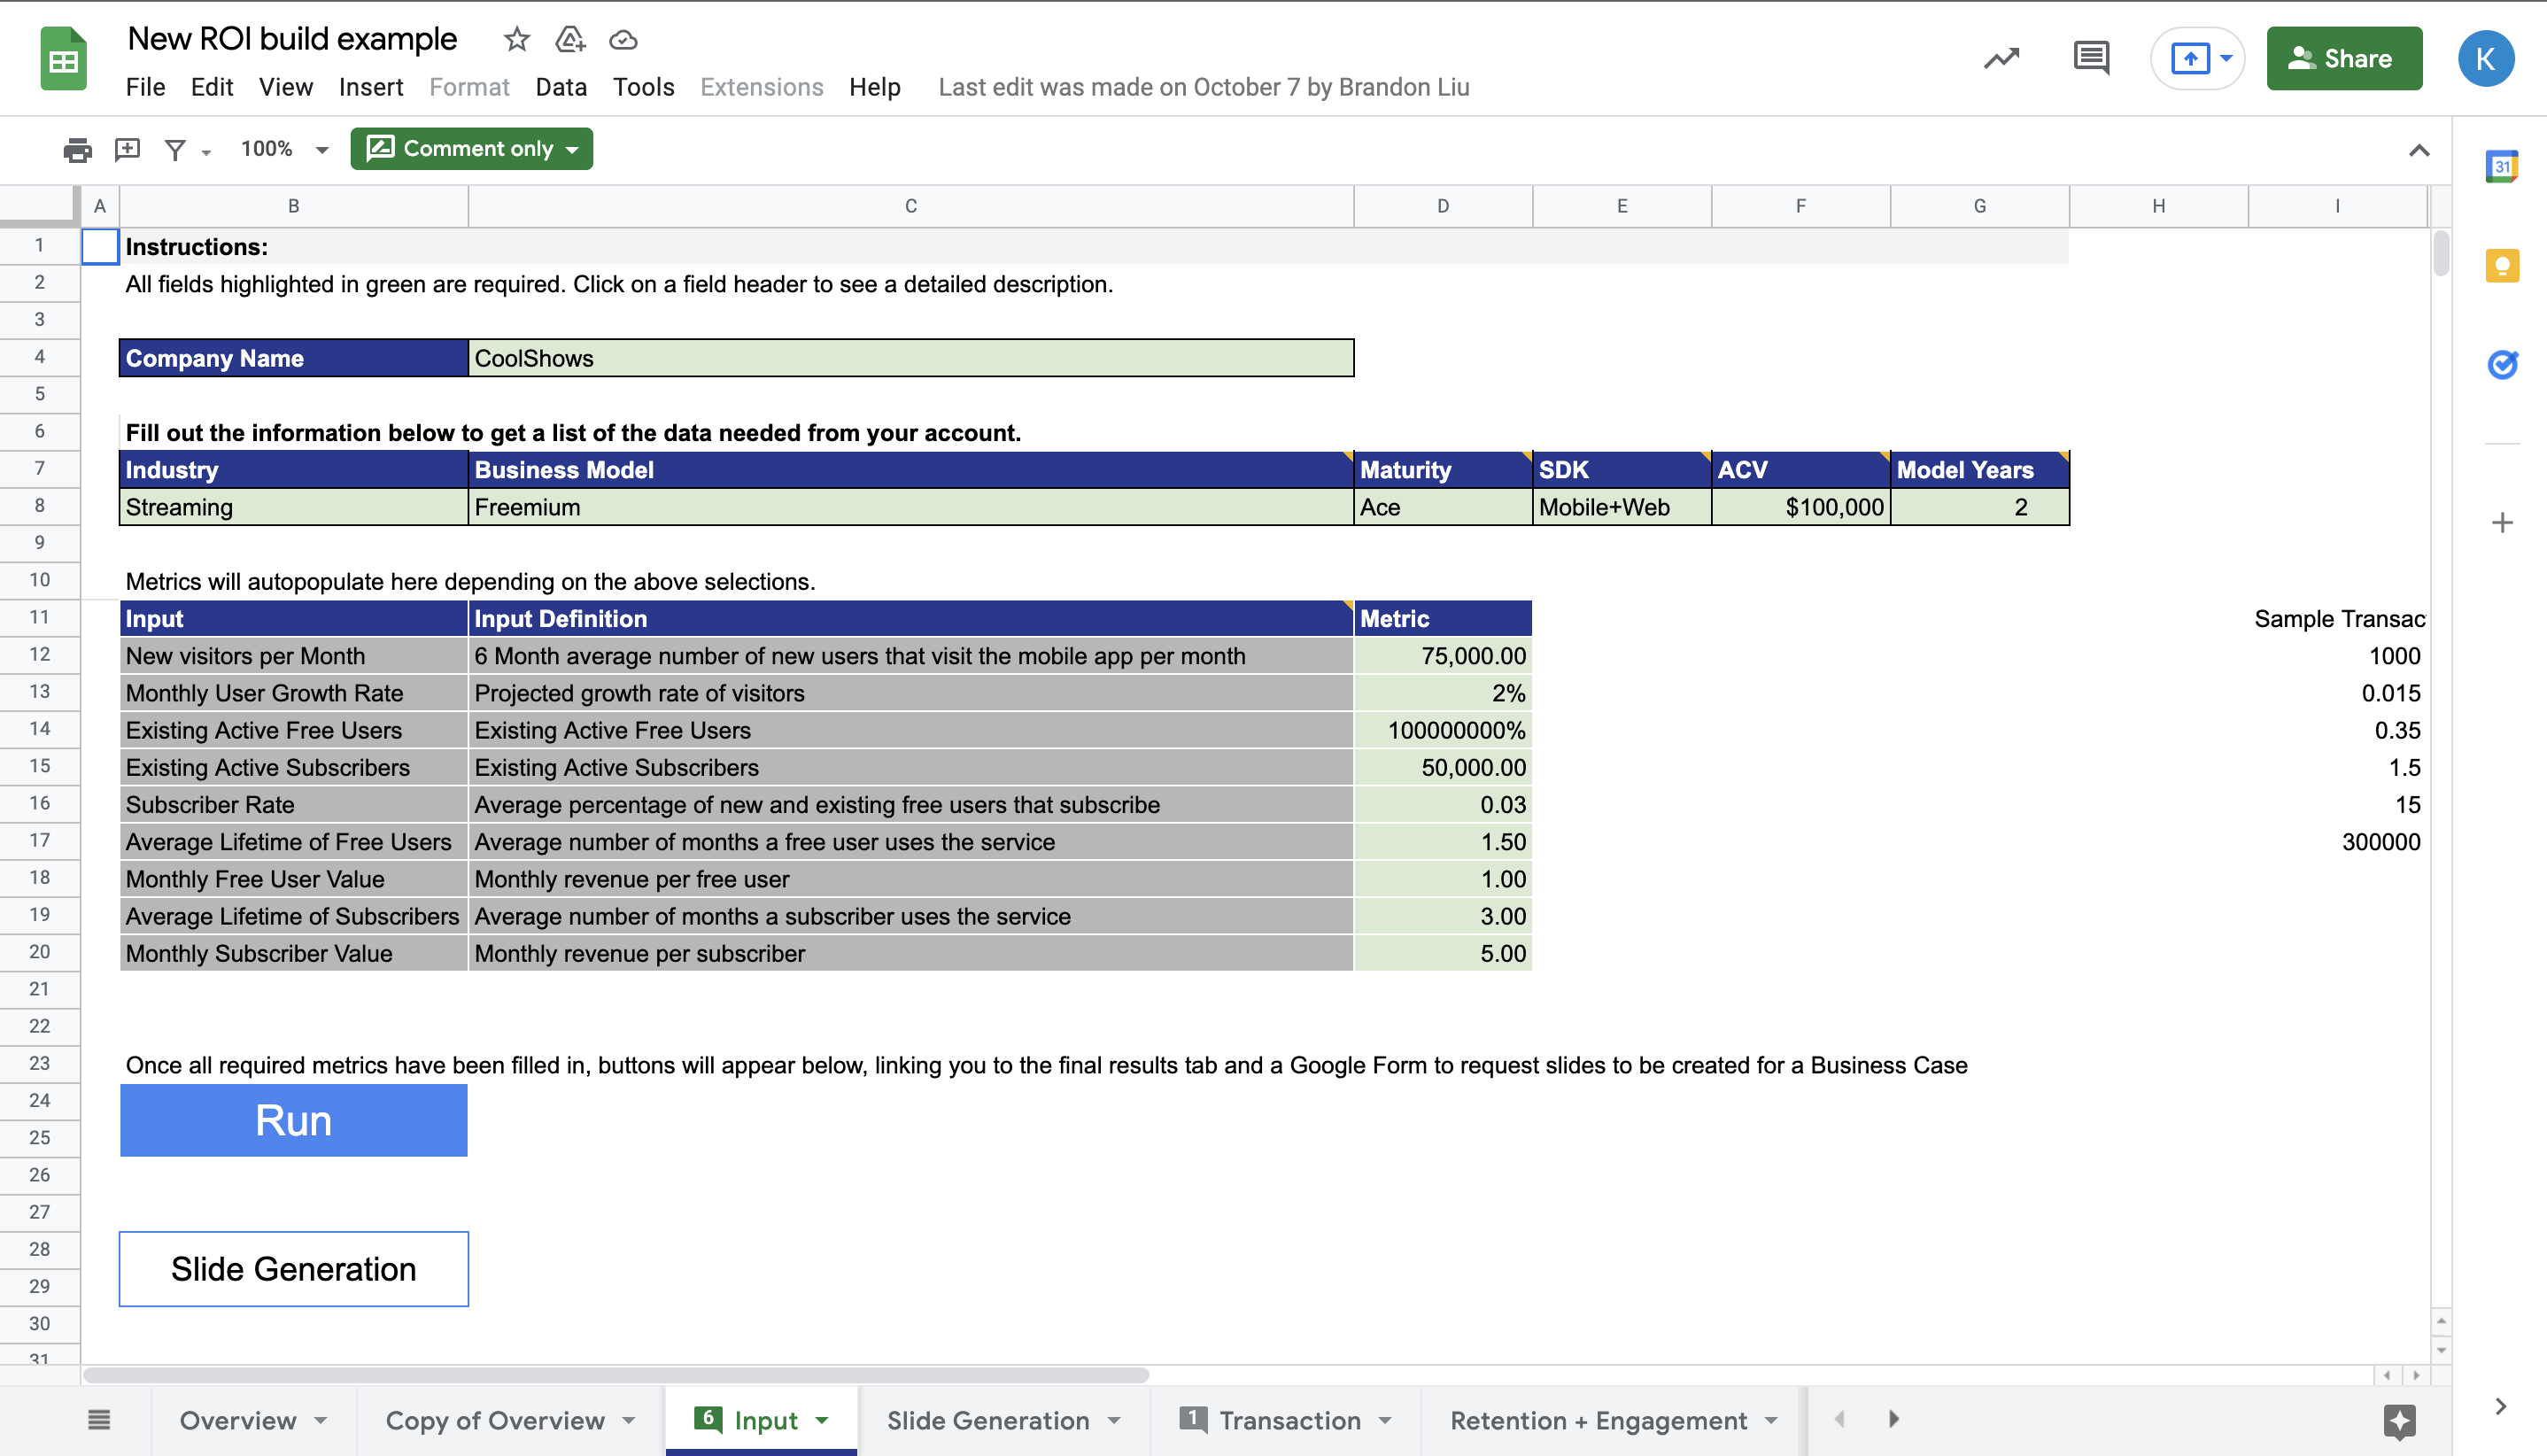 New ROI build example
File Edit View Insert Format Data Tools Extensions Help Last edit was made on October 7 by Brandon Liu
Share
K
100% Comment only
31
A B C D E F G H I
1 Instructions:
2 All fields highlighted in green are required. Click on a field header to see a detailed description.
3
4 Company Name CoolShows
5
6 Fill out the information below to get a list of the data needed from your account.
7 Industry Business Model Maturity SDK ACV Model Years
8 Streaming Freemium Ace Mobile+Web $100,000 2
9
10 Metrics will autopopulate here depending on the above selections.
11 Input Input Definition Metric Sample Transac
12 New visitors per Month 6 Month average number of new users that visit the mobile app per month 75,000.00 1000
13 Monthly User Growth Rate Projected growth rate of visitors 2% 0.015
14 Existing Active Free Users Existing Active Free Users 100000000% 0.35
15 Existing Active Subscribers Existing Active Subscribers 50,000.00 1.5
16 Subscriber Rate Average percentage of new and existing free users that subscribe 0.03 15
17 Average Lifetime of Free Users Average number of months a free user uses the service 1.50 300000
18 Monthly Free User Value Monthly revenue per free user 1.00
19 Average Lifetime of Subscribers Average number of months a subscriber uses the service 3.00
20 Monthly Subscriber Value Monthly revenue per subscriber 5.00
21
22
23 Once all required metrics have been filled in, buttons will appear below, linking you to the final results tab and a Google Form to request slides to be created for a Business Case
24 Run
25
26
27
28 Slide Generation
29
30
31
Overview Copy of Overview 6 Input Slide Generation 1 Transaction Retention + Engagement